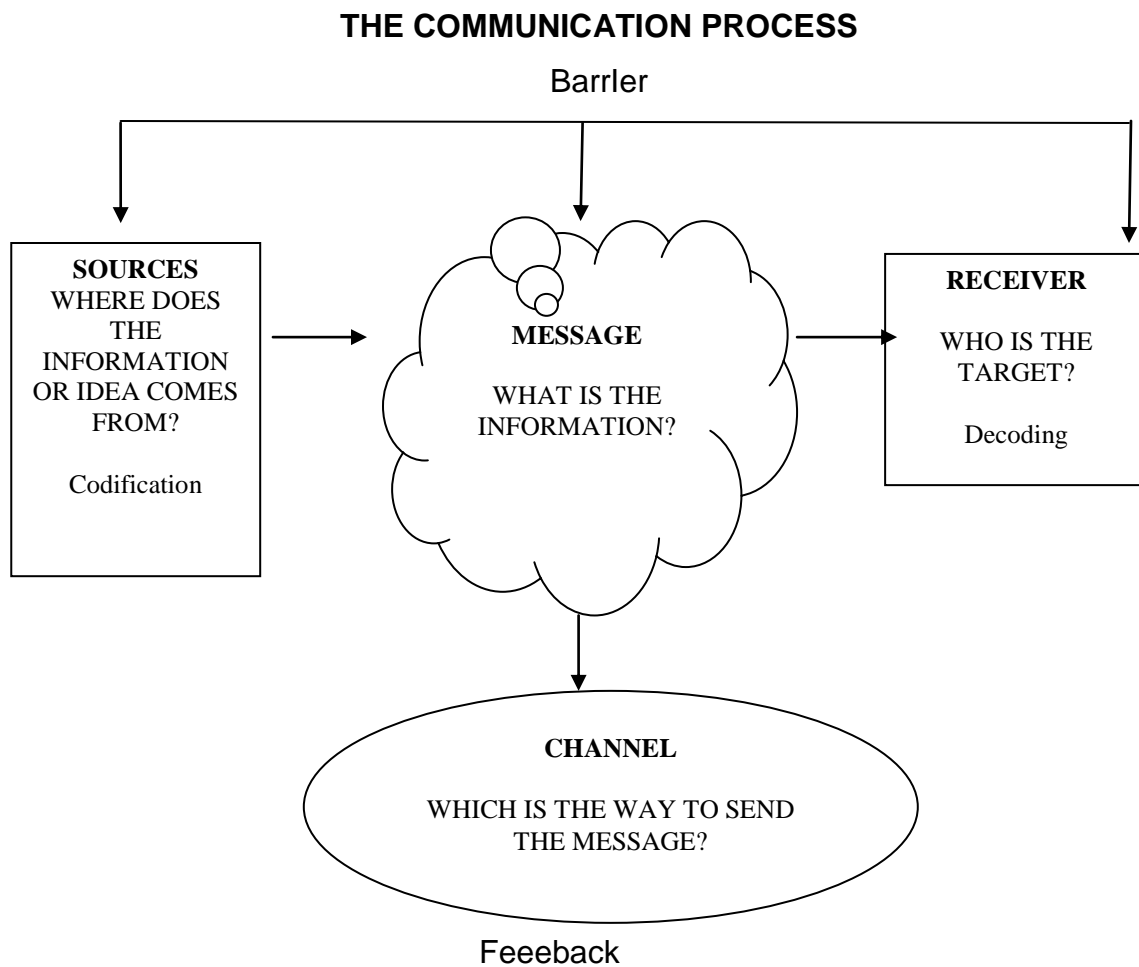 THE COMMUNICATION PROCESS
Barrler
SOURCES
WHERE DOES
THE
INFORMATION
OR IDEA COMES
FROM?
Codification
MESSAGE
WHAT IS THE
INFORMATION?
RECEIVER
WHO IS THE
TARGET?
Decoding
CHANNEL
WHICH IS THE WAY TO SEND
THE MESSAGE?
Feeeback